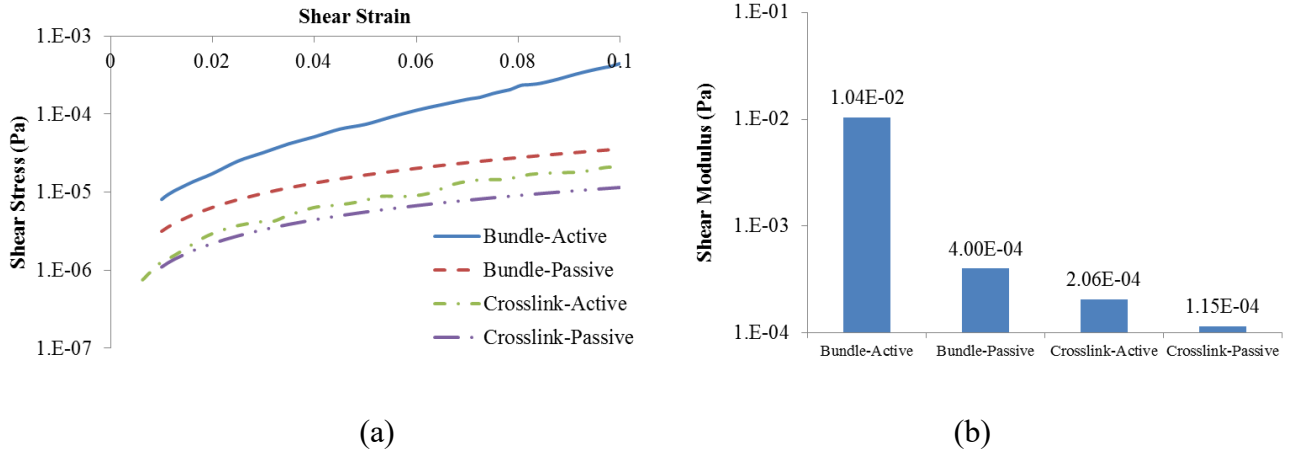 Shear Strain
1.E-03
1.E-04
1.E-05
1.E-06
1.E-07
0
0.02
0.04
0.06
0.08
0.1
Shear Stress (Pa)
Bundle-Active
Bundle-Passive
Crosslink-Active
Crosslink-Passive
(a)
1.E-01
1.E-02
1.E-03
1.E-04
Shear Modulus (Pa)
1.04E-02
4.00E-04
2.06E-04
1.15E-04
Bundle-Active
Bundle-Passive
Crosslink-Active
Crosslink-Passive
(b)